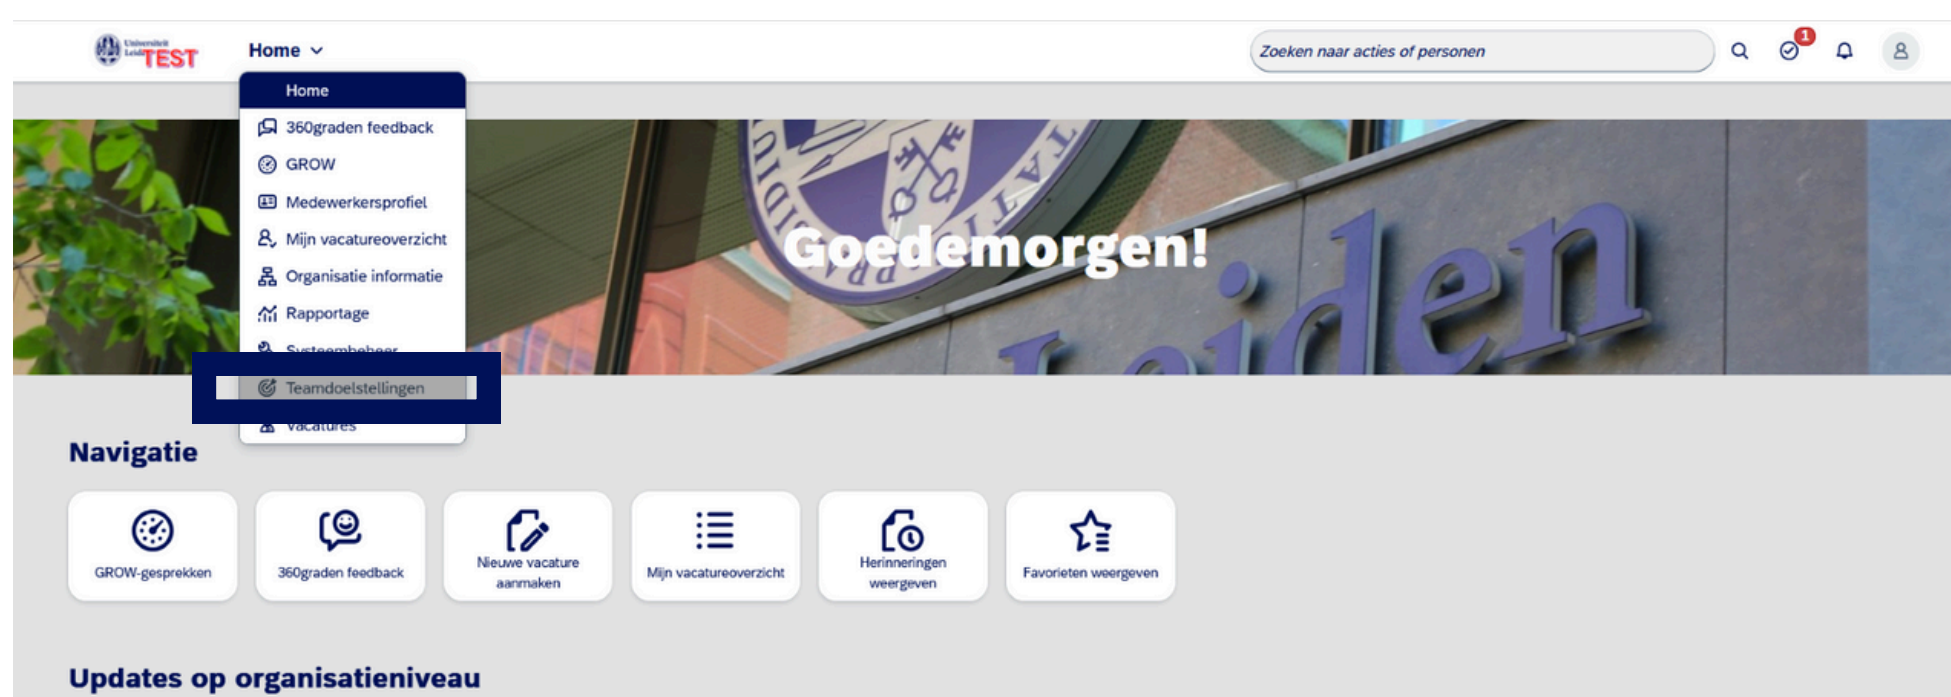 Universiteit
TEST
Home
Zoeken naar acties of personen
1
Home
360graden feedback
GROW
Medewerkersprofiel
Mijn vacatureoverzicht
Organisatie informatie
Rapportage
Systeembeheer
Teamdoelstellingen
Vacatures
Goedemorgen!
Leiden
Navigatie
GROW-gesprekken
360graden feedback
Nieuwe vacature
aanmaken
Mijn vacatureoverzicht
Herinneringen
weergeven
Favorieten weergeven
Updates op organisatieniveau